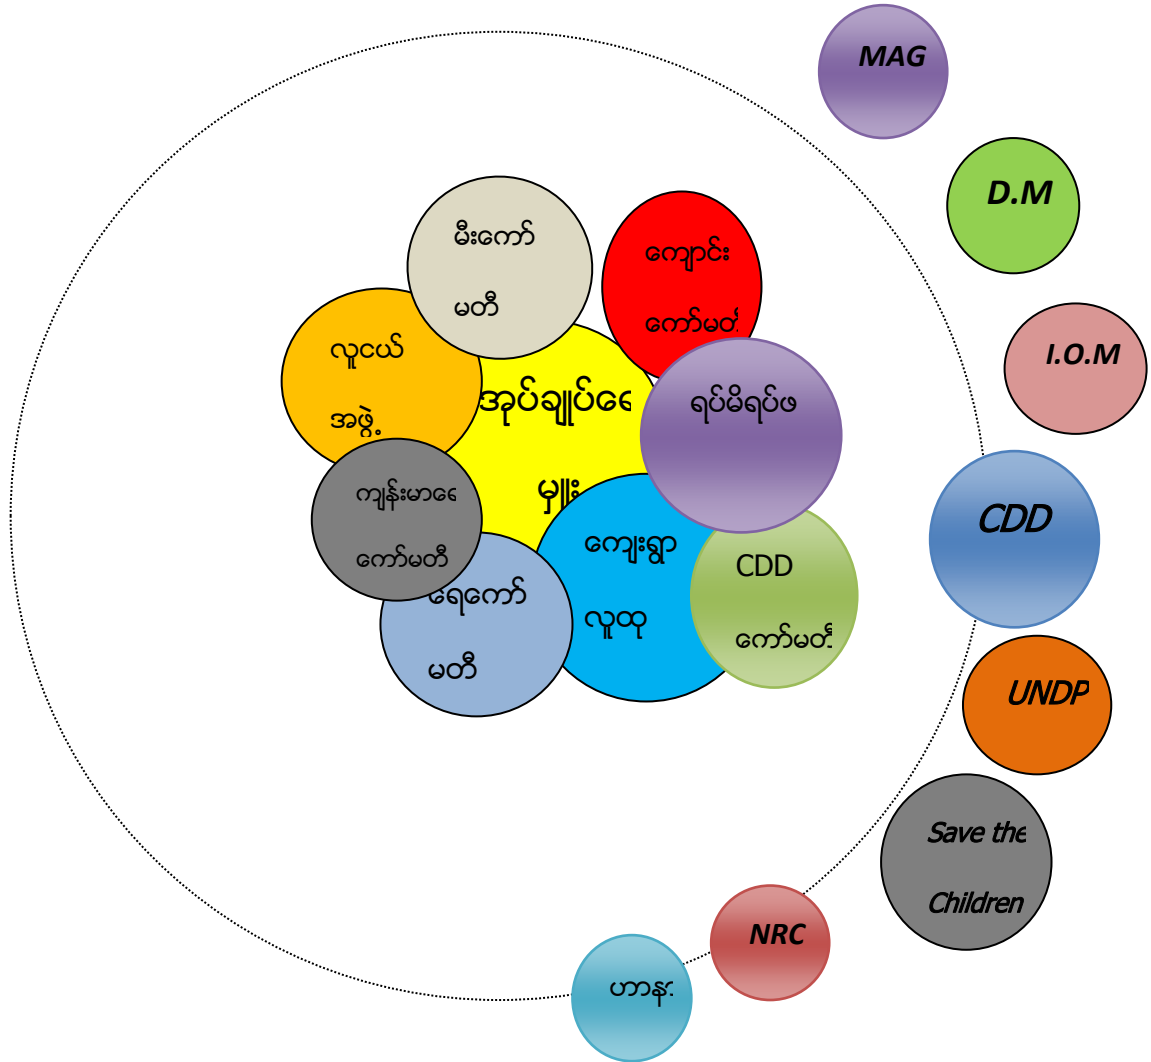 MAG
D.M
I.O.M
မီးကော်
မတီ
ကျောင်း
ကော်မတီ
လူငယ်
အဖွဲ့
အုပ်ချုပ်ရေ
မှူး
ရပ်မိရပ်ဖ
ကျန်းမာရေ
ကော်မတီ
ရေကော်
မတီ
ကျေးရွာ
လူထု
CDD
ကော်မတီ
CDD
UNDP
Save the
Children
NRC